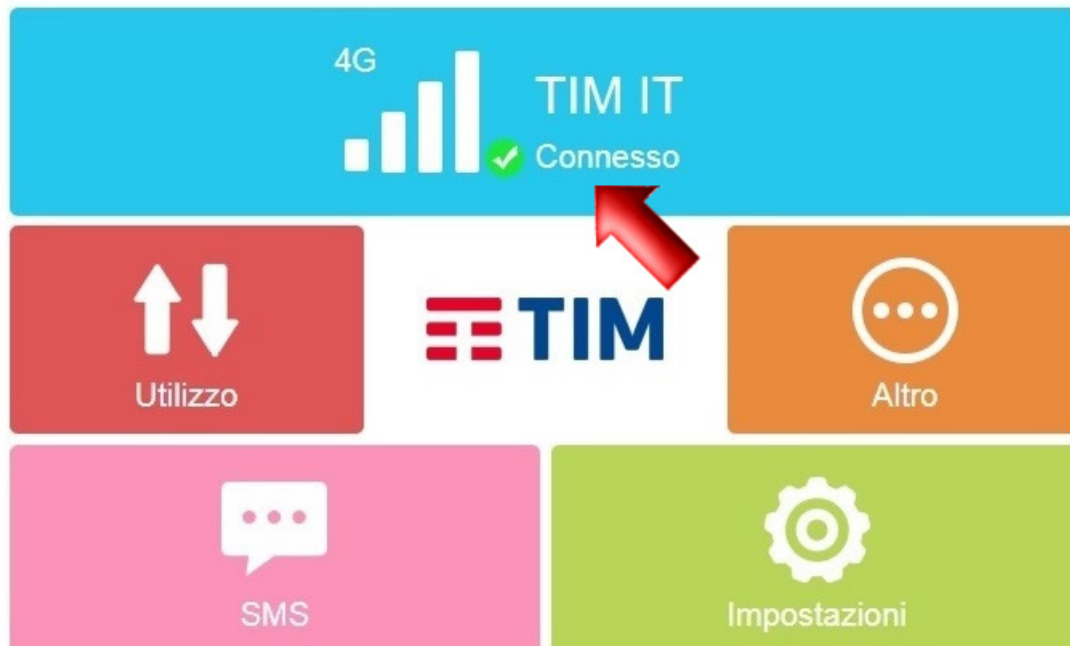 4G
TIM IT
Connesso
Utilizzo
TIM
Altro
SMS
Impostazioni